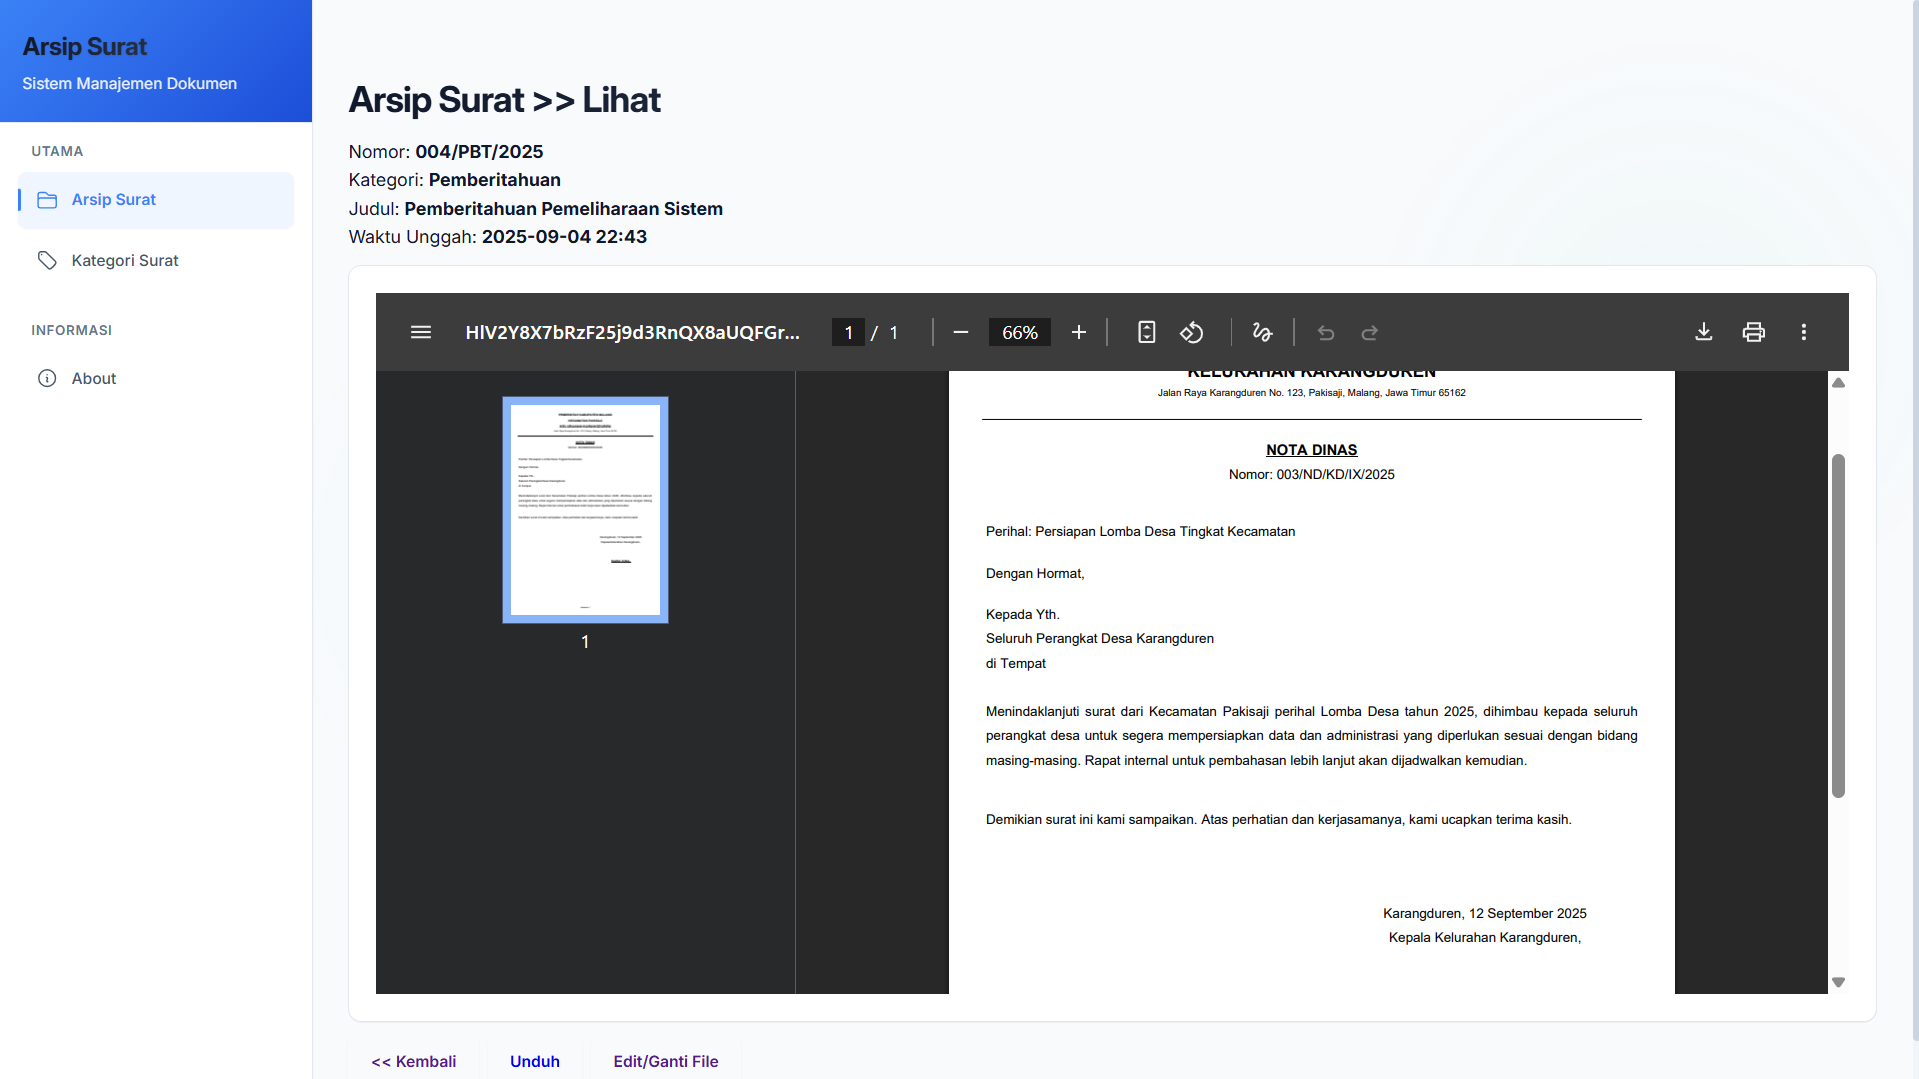 Arsip Surat
Sistem Manajemen Dokumen
UTAMA
Arsip Surat
Kategori Surat
INFORMASI
About
Arsip Surat >> Lihat
Nomor: 004/PBT/2025
Kategori: Pemberitahuan
Judul: Pemberitahuan Pemeliharaan Sistem
Waktu Unggah: 2025-09-04 22:43
HlV2Y8X7bRzF25j9d3RnQX8aUQFGr...
1 / 1
66%
1
KELURAHAN KARANGDUREN
Jalan Raya Karangduren No. 123, Pakisaji, Malang, Jawa Timur 65162
NOTA DINAS
Nomor: 003/ND/KD/IX/2025
Perihal: Persiapan Lomba Desa Tingkat Kecamatan
Dengan Hormat,
Kepada Yth.
Seluruh Perangkat Desa Karangduren
di Tempat
Menindaklanjuti surat dari Kecamatan Pakisaji perihal Lomba Desa tahun 2025, dihimbau kepada seluruh
perangkat desa untuk segera mempersiapkan data dan administrasi yang diperlukan sesuai dengan bidang
masing-masing. Rapat internal untuk pembahasan lebih lanjut akan dijadwalkan kemudian.
Demikian surat ini kami sampaikan. Atas perhatian dan kerjasamanya, kami ucapkan terima kasih.
Karangduren, 12 September 2025
Kepala Kelurahan Karangduren,
<< Kembali
Unduh
Edit/Ganti File